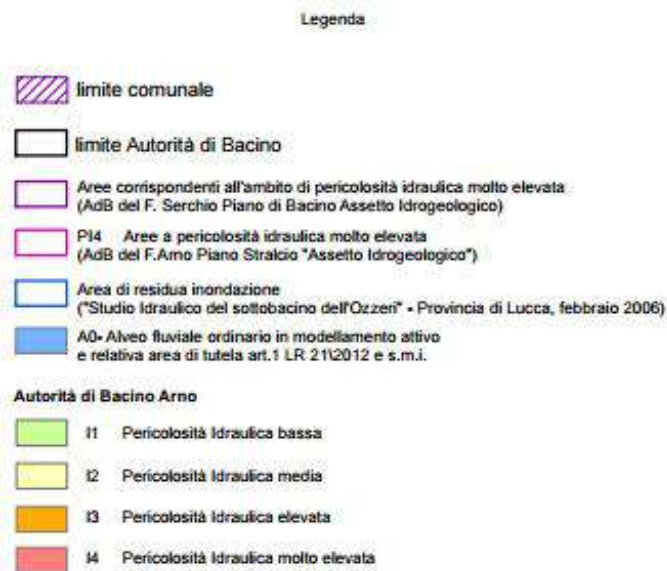 Legenda
limite comunale
limite Autorità di Bacino
Aree corrispondenti all'ambito di pericolosità idraulica molto elevata
(AdB del F. Serchio Piano di Bacino Assetto Idrogeologico)
PI4 Aree a pericolosità idraulica molto elevata
(AdB del F.Arno Piano Stralcio "Assetto Idrogeologico")
Area di residua inondazione
("Studio Idraulico del sottobacino dell'Ozzeri" - Provincia di Lucca, febbraio 2006)
A0- Alveo fluviale ordinario in modellamento attivo
e relativa area di tutela art.1 LR 21\2012 e s.m.i.
Autorità di Bacino Arno
I1 Pericolosità Idraulica bassa
I2 Pericolosità Idraulica media
I3 Pericolosità Idraulica elevata
I4 Pericolosità Idraulica molto elevata